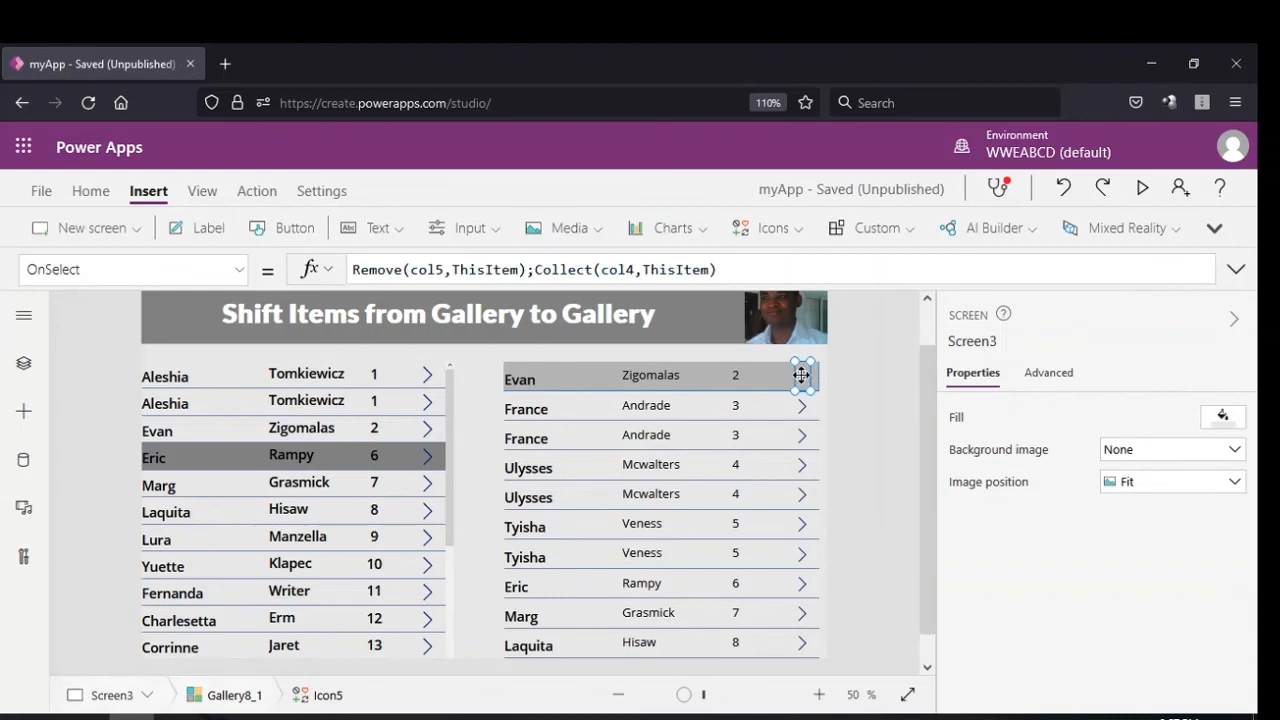 myApp - Saved (Unpublished)
https://create.powerapps.com/studio/
110%
Search
Power Apps
Environment
WWEABCD (default)
File Home Insert View Action Settings
myApp - Saved (Unpublished)
New screen Label Button Text Input Media Charts Icons Custom AI Builder Mixed Reality
OnSelect = fx Remove(col5,ThisItem);Collect(col4,ThisItem)
Shift Items from Gallery to Gallery
Aleshia Tomkiewicz 1
Aleshia Tomkiewicz 1
Evan Zigomalas 2
Eric Rampy 6
Marg Grasmick 7
Laquita Hisaw 8
Lura Manzella 9
Yuette Klapec 10
Fernanda Writer 11
Charlesetta Erm 12
Corrinne Jaret 13
Evan Zigomalas 2
France Andrade 3
France Andrade 3
Ulysses Mcwalters 4
Ulysses Mcwalters 4
Tyisha Veness 5
Tyisha Veness 5
Eric Rampy 6
Marg Grasmick 7
Laquita Hisaw 8
SCREEN
Screen3
Properties Advanced
Fill
Background image None
Image position Fit
Screen3 Gallery8_1 Icon5
50 %